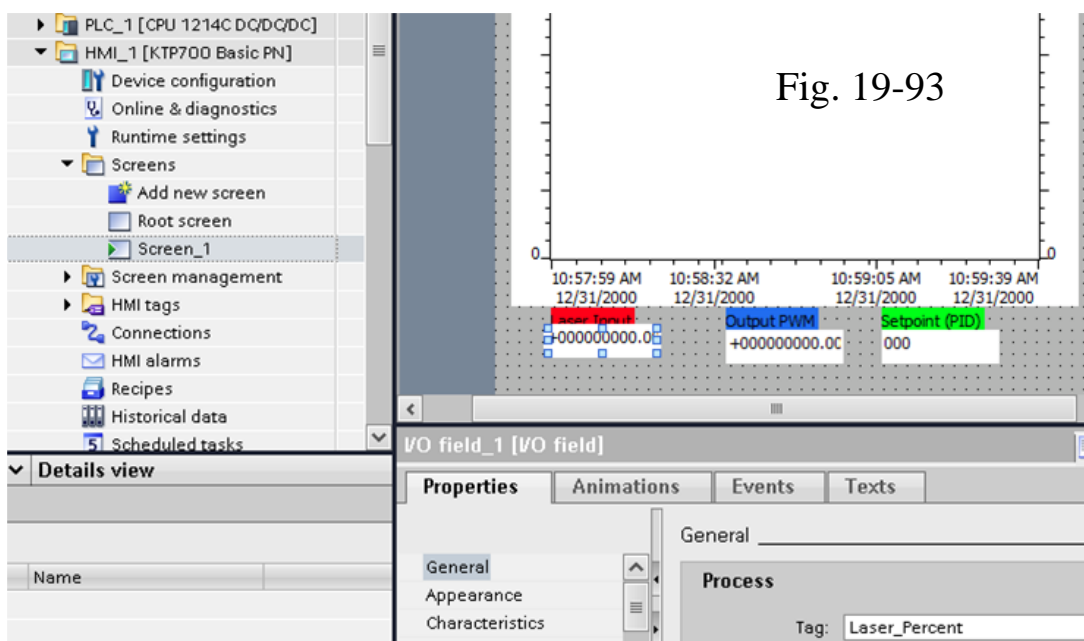 PLC_1 [CPU 1214C DC/DC/DC]
HMI_1 [KTP700 Basic PN]
Device configuration
Online & diagnostics
Runtime settings
Screens
Add new screen
Root screen
Screen_1
Screen management
HMI tags
Connections
HMI alarms
Recipes
Historical data
Scheduled tasks
Details view
Name
Fig. 19-93
0 0
10:57:59 AM 10:58:32 AM 10:59:05 AM 10:59:39 AM
12/31/2000 12/31/2000 12/31/2000 12/31/2000
Laser Input Output PWM Setpoint (PID)
+000000000.0 +000000000.00 000
I/O field_1 [I/O field]
Properties Animations Events Texts
General
Appearance
Characteristics
General
Process
Tag: Laser_Percent